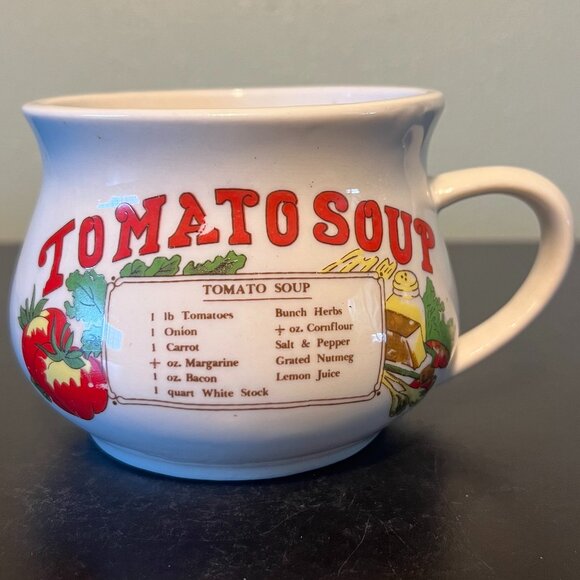 TOMATO SOUP
TOMATO SOUP
1 lb Tomatoes
1 Onion
1 Carrot
oz. Margarine
1 oz. Bacon
1 quart White Stock
Bunch Herbs
oz. Cornflour
Salt & Pepper
Grated Nutmeg
Lemon Juice